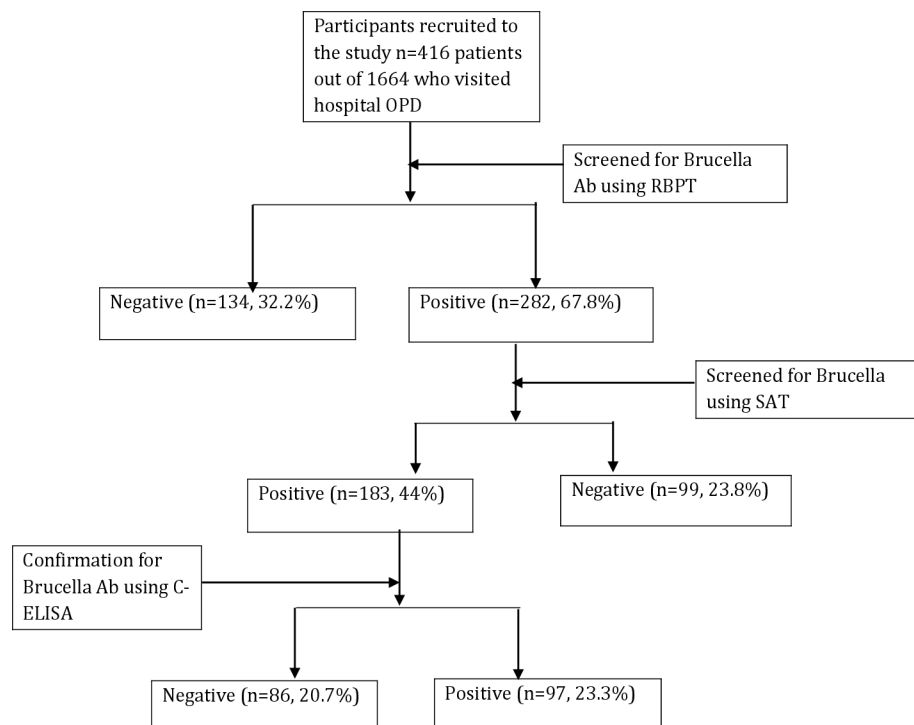 Participants recruited to
the study n=416 patients
out of 1664 who visited
hospital OPD
Screened for Brucella
Ab using RBPT
Negative (n=134, 32.2%)
Positive (n=282, 67.8%)
Screened for Brucella
using SAT
Positive (n=183, 44%)
Negative (n=99, 23.8%)
Confirmation for
Brucella Ab using C-
ELISA
Negative (n=86, 20.7%)
Positive (n=97, 23.3%)